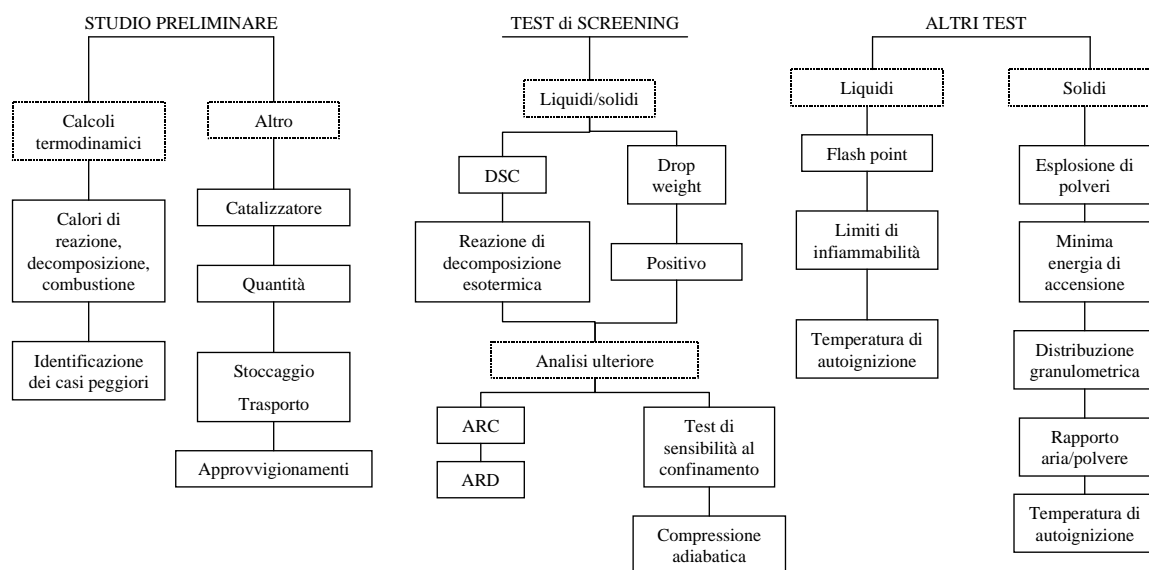 STUDIO PRELIMINARE
Calcoli
termodinamici
Altro
Calori di
reazione,
decomposizione,
combustione
Catalizzatore
Quantità
Identificazione
dei casi peggiori
Stoccaggio
Trasporto
Approvvigionamenti
TEST di SCREENING
Liquidi/solidi
DSC
Drop
weight
Reazione di
decomposizione
esotermica
Positivo
Analisi ulteriore
ARC
ARD
Test di
sensibilità al
confinamento
Compressione
adiabatica
ALTRI TEST
Liquidi
Flash point
Limiti di
infiammabilità
Temperatura di
autoignizione
Solidi
Esplosione di
polveri
Minima
energia di
accensione
Distribuzione
granulometrica
Rapporto
aria/polvere
Temperatura di
autoignizione